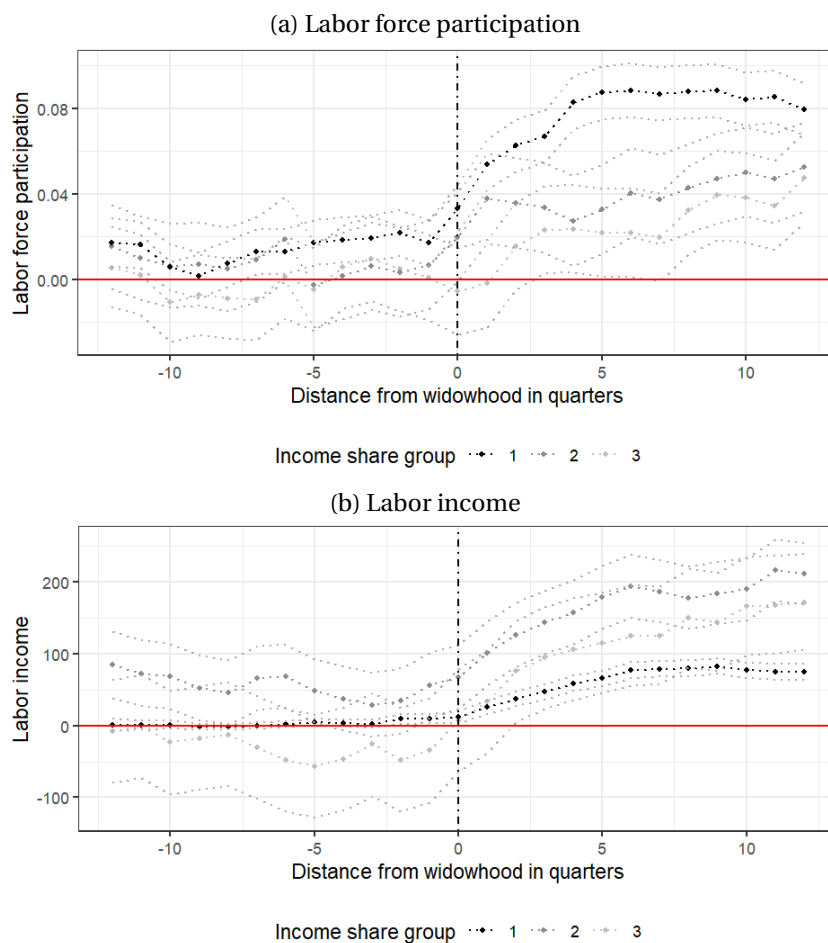 (a) Labor force participation
Labor force participation
0.08
0.04
0.00
-10 -5 0 5 10
Distance from widowhood in quarters
Income share group 1 2 3
(b) Labor income
Labor income
200
100
0
-100
-10 -5 0 5 10
Distance from widowhood in quarters
Income share group 1 2 3